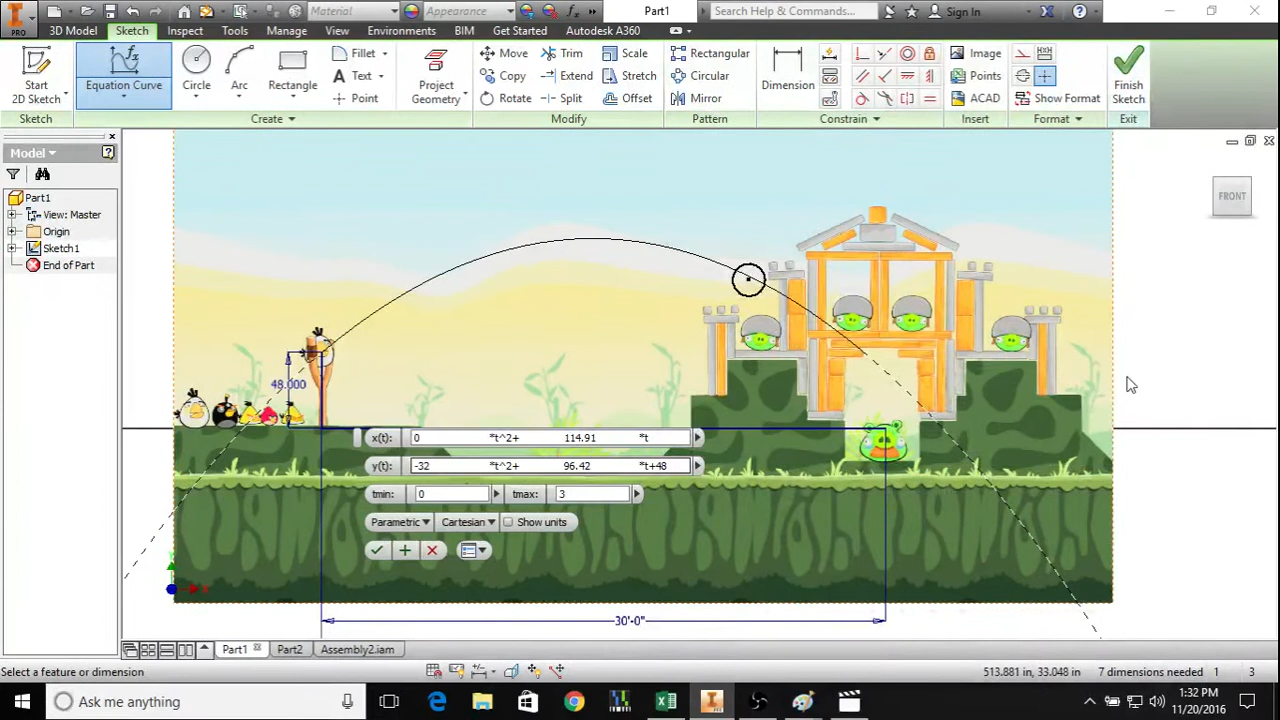 Material
Appearance
fx
Part1
Search Help & Commands...
Sign In
PRO
3D Model Sketch Inspect Tools Manage View Environments BIM Get Started Autodesk A360
Start
2D Sketch
Equation Curve
Circle
Arc
Rectangle
Fillet
Text
Point
Project
Geometry
Move
Copy
Rotate
Trim
Extend
Split
Scale
Stretch
Offset
Rectangular
Circular
Mirror
Dimension
Image
Points
ACAD
Show Format
Finish
Sketch
Sketch
Create
Modify
Pattern
Constrain
Insert
Format
Exit
Model
Part1
View: Master
Origin
Sketch1
End of Part
FRONT
48.000
x(t): 0 *t^2+ 114.91 *t
y(t): -32 *t^2+ 96.42 *t+48
tmin: 0 tmax: 3
Parametric Cartesian Show units
30'-0"
Part1 Part2 Assembly2.iam
Select a feature or dimension
513.881 in, 33.048 in 7 dimensions needed 1 3
Ask me anything
1:32 PM
11/20/2016